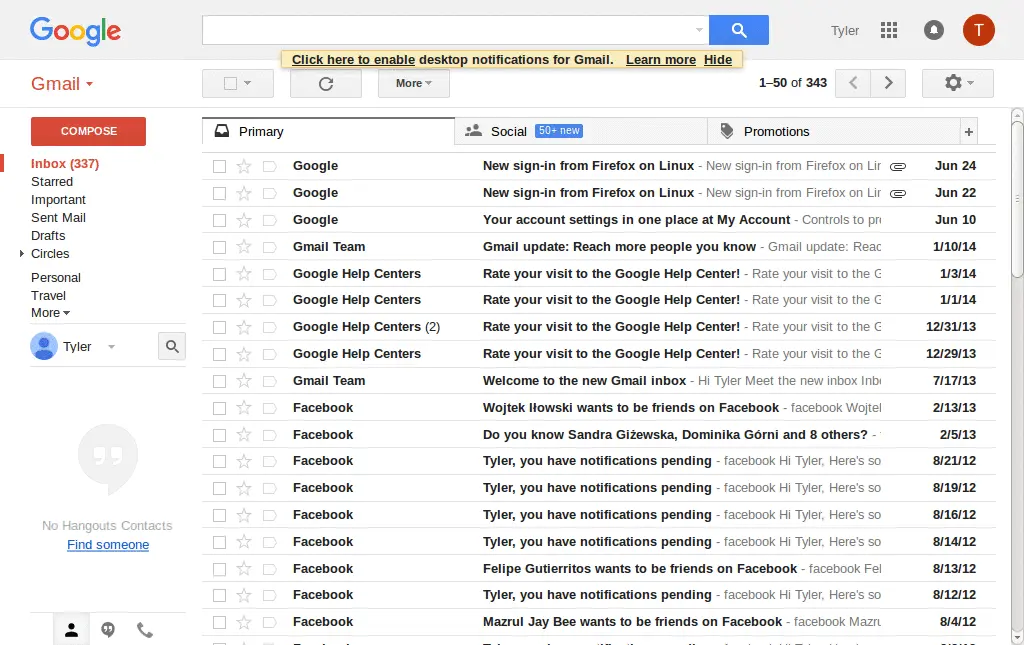 Google
Tyler
T
Click here to enable desktop notifications for Gmail. Learn more Hide
Gmail
More
1–50 of 343
COMPOSE
Inbox (337)
Starred
Important
Sent Mail
Drafts
Circles
Personal
Travel
More
Tyler
No Hangouts Contacts
Find someone
Primary
Social 50+ new
Promotions
+
Google New sign-in from Firefox on Linux - New sign-in from Firefox on Lin Jun 24
Google New sign-in from Firefox on Linux - New sign-in from Firefox on Lin Jun 22
Google Your account settings in one place at My Account - Controls to pro Jun 10
Gmail Team Gmail update: Reach more people you know - Gmail update: Reac 1/10/14
Google Help Centers Rate your visit to the Google Help Center! - Rate your visit to the G 1/3/14
Google Help Centers Rate your visit to the Google Help Center! - Rate your visit to the G 1/1/14
Google Help Centers (2) Rate your visit to the Google Help Center! - Rate your visit to the G 12/31/13
Google Help Centers Rate your visit to the Google Help Center! - Rate your visit to the G 12/29/13
Gmail Team Welcome to the new Gmail inbox - Hi Tyler Meet the new inbox Inbo 7/17/13
Facebook Wojtek Iłowski wants to be friends on Facebook - facebook Wojtek 2/13/13
Facebook Do you know Sandra Giżewska, Dominika Górni and 8 others? - 2/5/13
Facebook Tyler, you have notifications pending - facebook Hi Tyler, Here's so 8/21/12
Facebook Tyler, you have notifications pending - facebook Hi Tyler, Here's so 8/19/12
Facebook Tyler, you have notifications pending - facebook Hi Tyler, Here's so 8/16/12
Facebook Tyler, you have notifications pending - facebook Hi Tyler, Here's so 8/14/12
Facebook Felipe Gutierritos wants to be friends on Facebook - facebook Fel 8/13/12
Facebook Tyler, you have notifications pending - facebook Hi Tyler, Here's so 8/12/12
Facebook Mazrul Jay Bee wants to be friends on Facebook - facebook Mazru 8/4/12